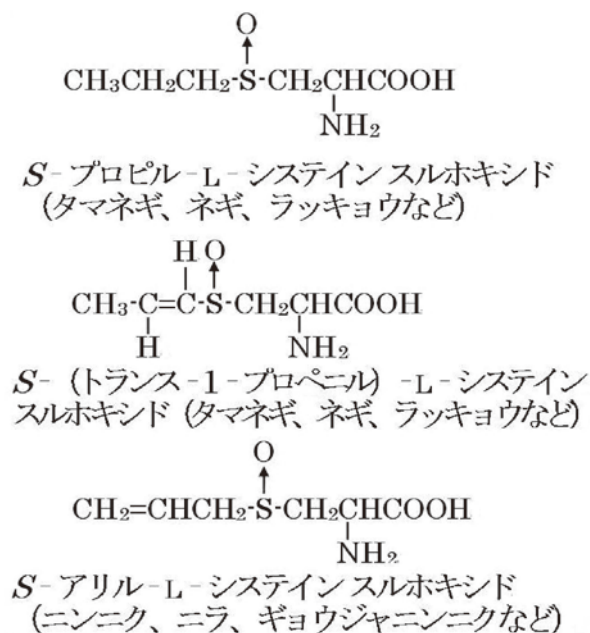 O
CH3CH2CH2-S-CH2CHCOOH
NH2
S-プロピル-L-システイン スルホキシド
(タマネギ、ネギ、ラッキョウなど)
H O
CH3-C=C-S-CH2CHCOOH
H NH2
S-(トランス-1-プロペニル)-L-システイン
スルホキシド (タマネギ、ネギ、ラッキョウなど)
O
CH2=CHCH2-S-CH2CHCOOH
NH2
S-アリル-L-システイン スルホキシド
(ニンニク、ニラ、ギョウジャニンニクなど)